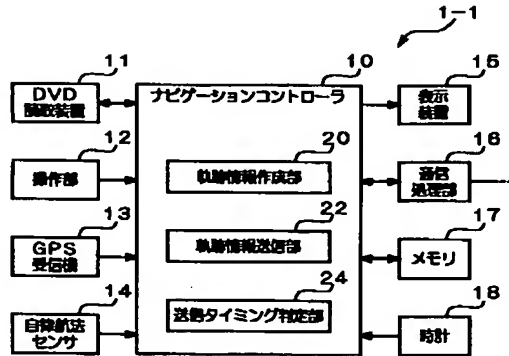 1-1
11
DVD
読取装置
12
操作部
13
GPS
受信機
14
自律航法
センサ
10
ナビゲーションコントローラ
20
軌跡情報作成部
22
軌跡情報送信部
24
送信タイミング判定部
15
表示
装置
16
通信
処理部
17
メモリ
18
時計